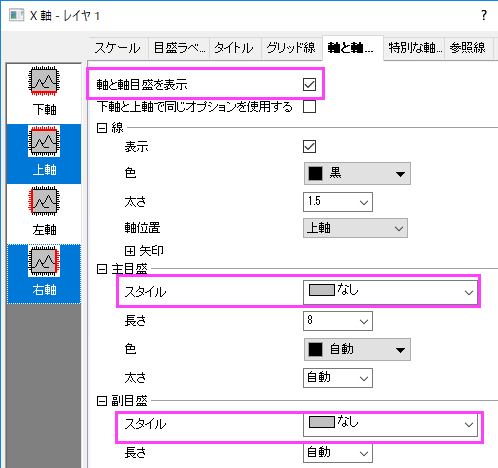 X 軸 - レイヤ 1
?
スケール 目盛ラベ... タイトル グリッド線 軸と軸... 特別な軸... 参照線
下軸
上軸
左軸
右軸
軸と軸目盛を表示
下軸と上軸で同じオプションを使用する
線
表示
色 黒
太さ 1.5
軸位置 上軸
矢印
主目盛
スタイル なし
長さ 8
色 自動
太さ 自動
副目盛
スタイル なし
長さ 自動